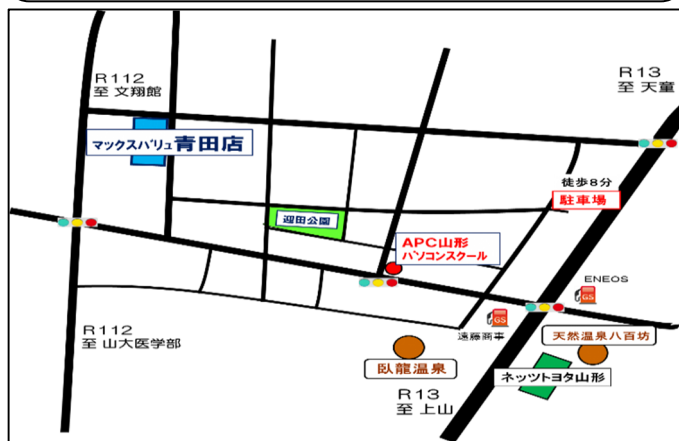 R112
至 文翔館
R13
至 天童
マックスバリュ青田店
徒歩8分
駐車場
迎田公園
APC山形
パソコンスクール
ENEOS
GS
GS
遠藤商事
天然温泉八百坊
R112
至 山大医学部
臥龍温泉
ネッツトヨタ山形
R13
至 上山